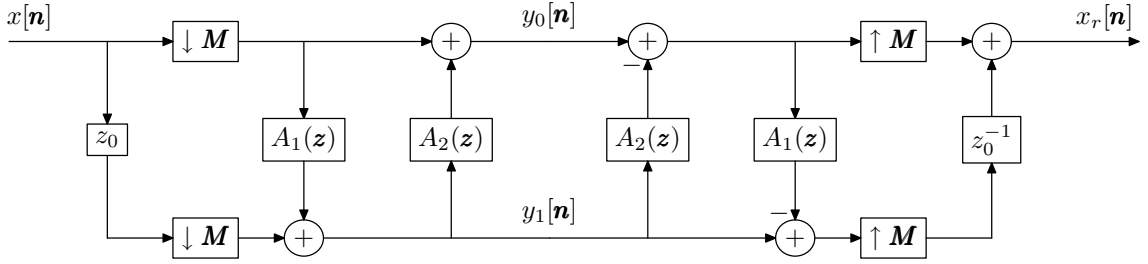 x[n] y₀[n] x_r[n]
↓ M + + ↑ M +
−
z₀ A₁(z) A₂(z) A₂(z) A₁(z) z₀⁻¹
y₁[n] −
↓ M + + ↑ M